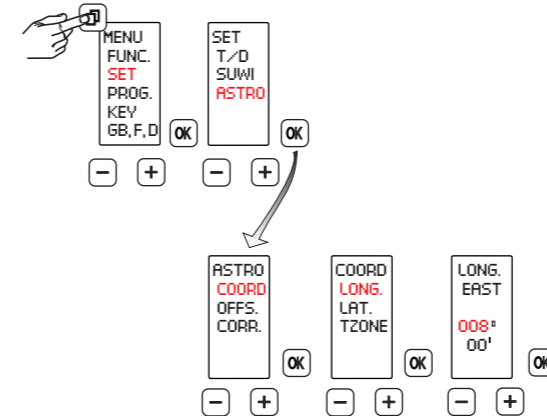 MENU
FUNC.
SET
PROG.
KEY
GB,F,D
OK
- +
SET
T/D
SUWI
ASTRO
OK
- +
ASTRO
COORD
OFFS.
CORR.
OK
- +
COORD
LONG.
LAT.
TZONE
OK
- +
LONG.
EAST
008°
00'
OK
- +